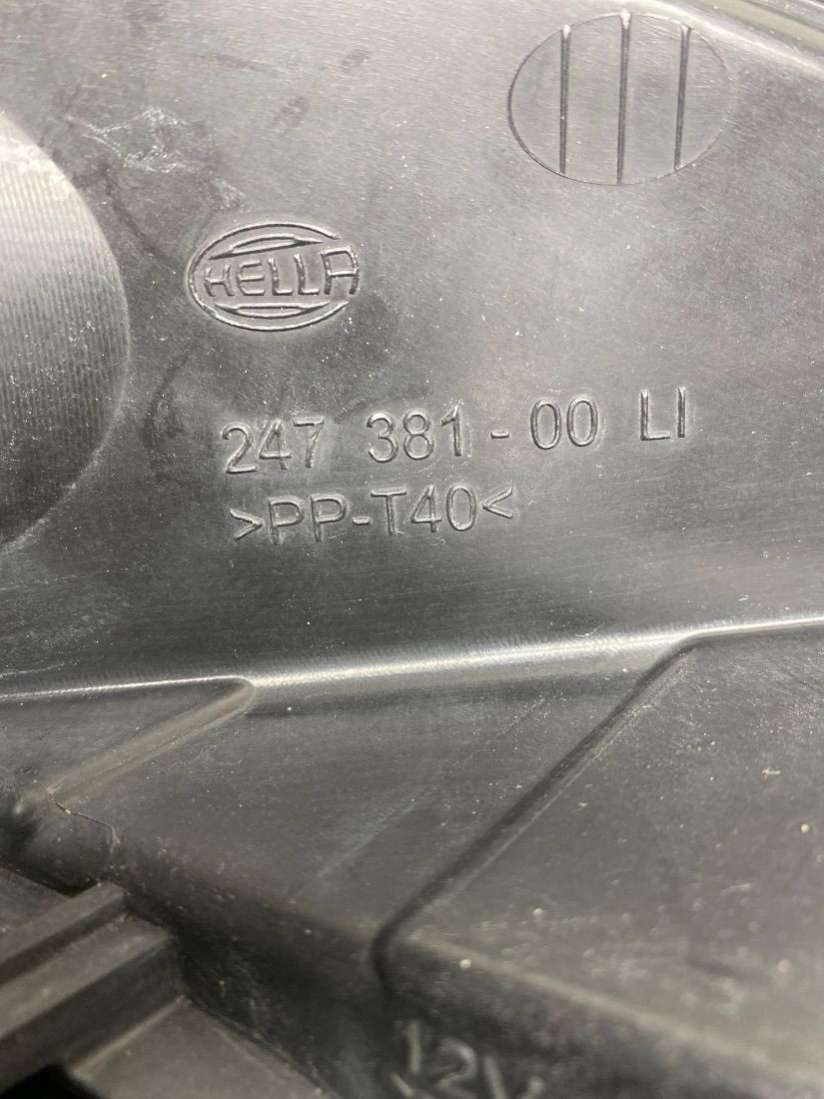 HELLA
247 381-00 LI
>PP-T40<
12V